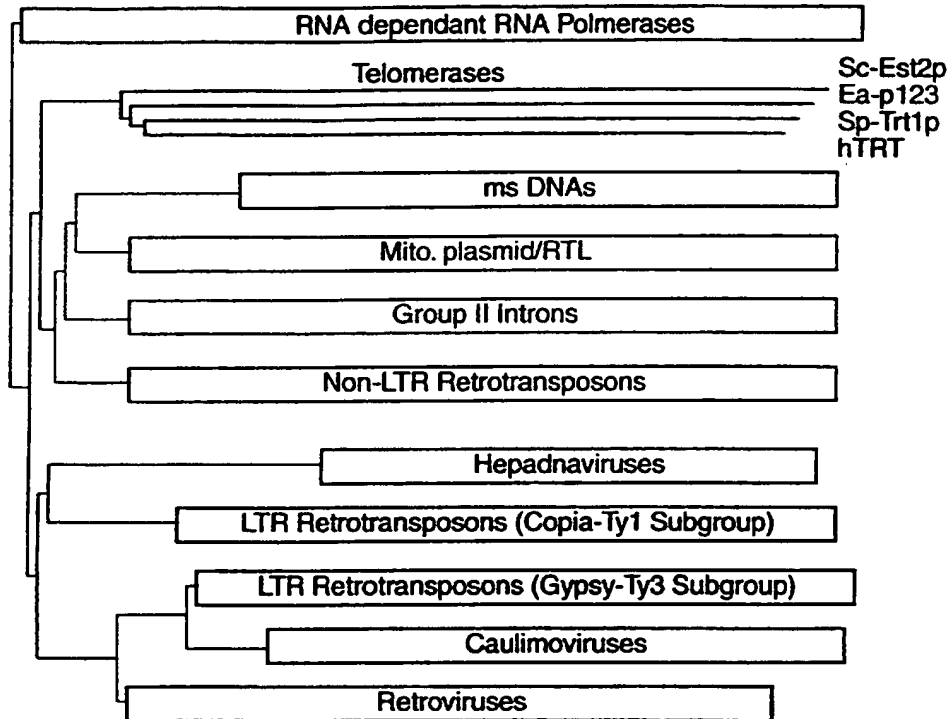 RNA dependant RNA Polmerases
Telomerases
Sc-Est2p
Ea-p123
Sp-Trt1p
hTRT
ms DNAs
Mito. plasmid/RTL
Group II Introns
Non-LTR Retrotransposons
Hepadnaviruses
LTR Retrotransposons (Copia-Ty1 Subgroup)
LTR Retrotransposons (Gypsy-Ty3 Subgroup)
Caulimoviruses
Retroviruses